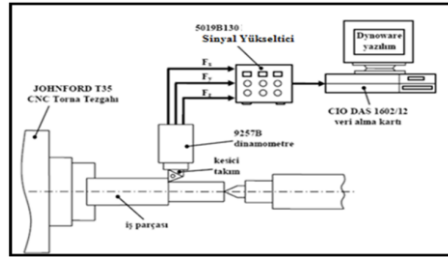 5019B130
Sinyal Yükseltici
Dynoware
yazılım
JOHNFORD T35
CNC Torna Tezgahı
Fx
Fy
Fz
CIO DAS 1602/12
veri alma kartı
9257B
dinamometre
kesici
takım
iş parçası